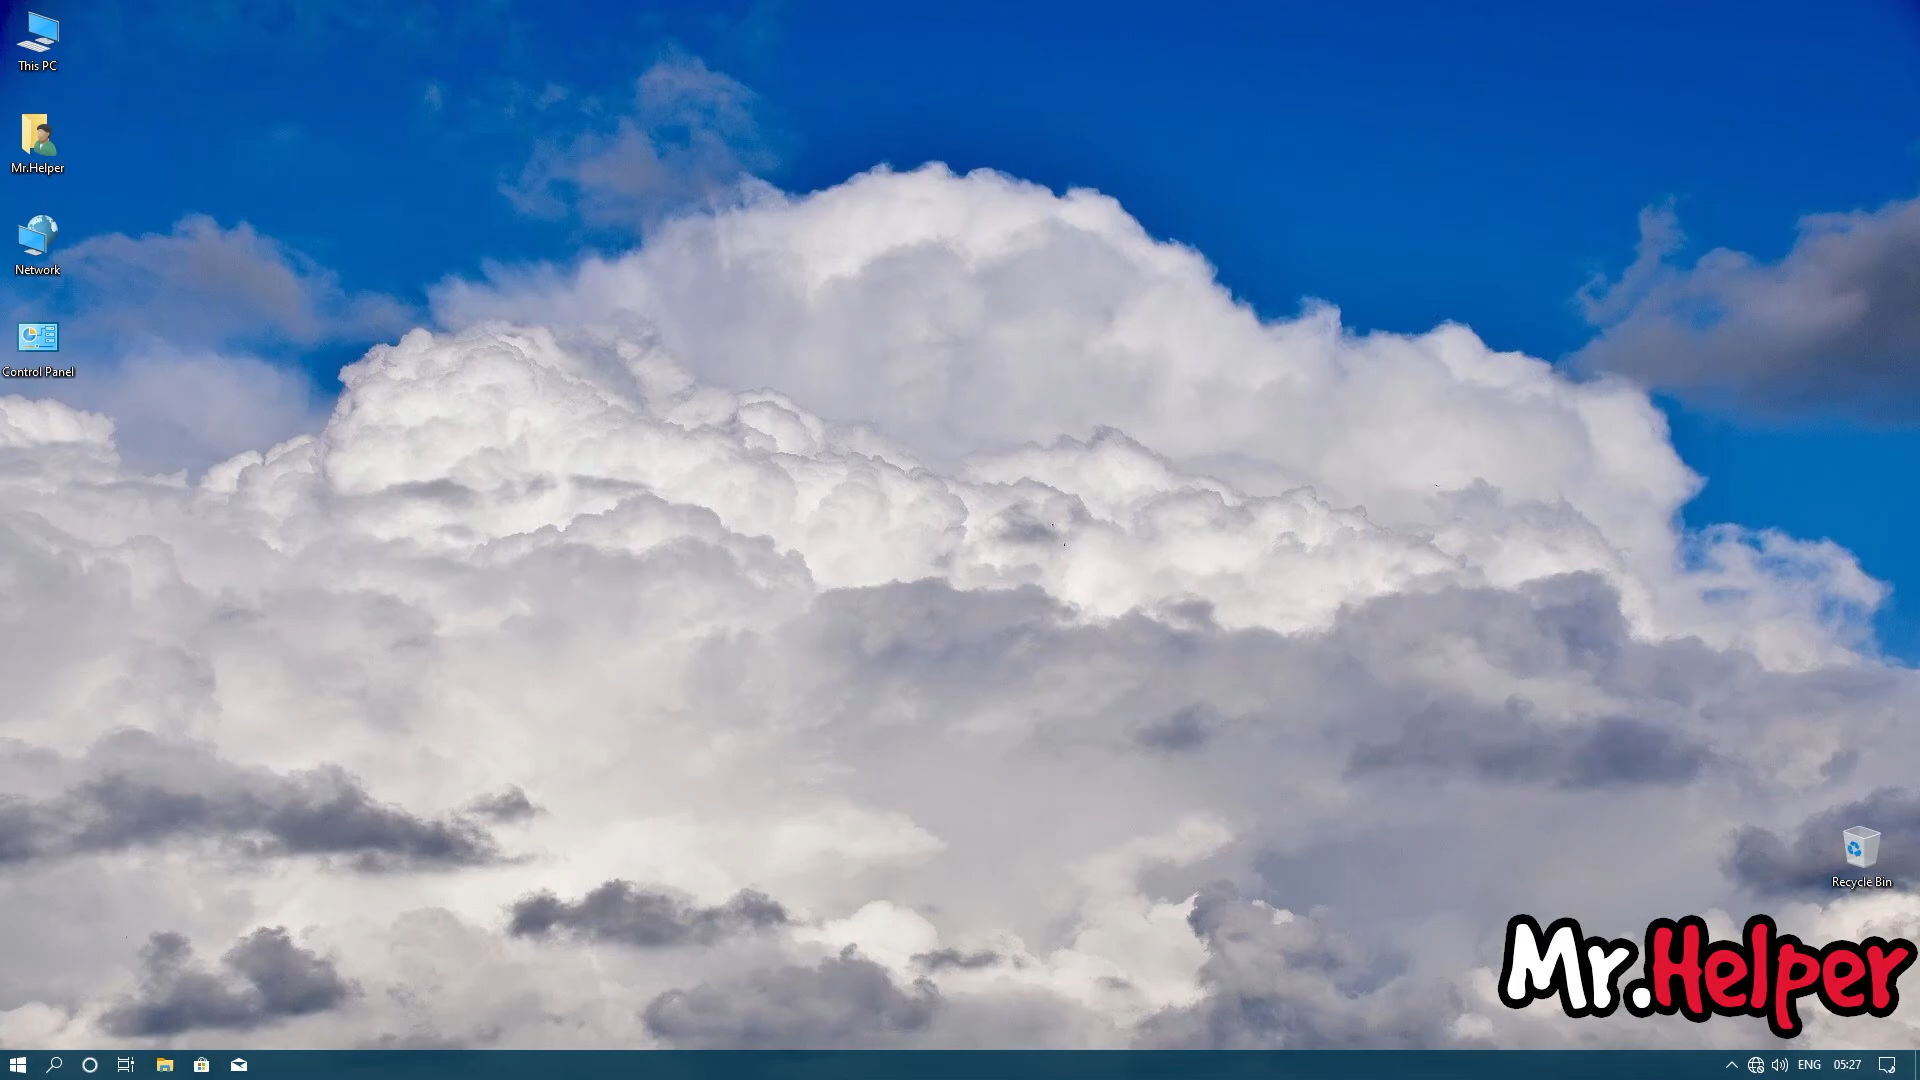 This PC
Mr.Helper
Network
Control Panel
Recycle Bin
Mr.Helper
ENG 05:27